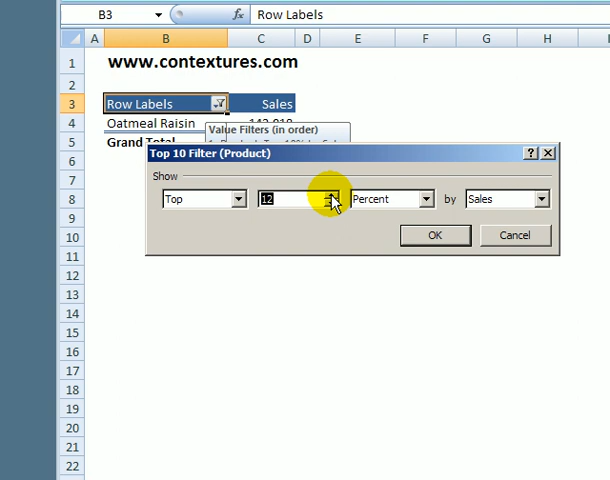 B3 fx Row Labels
A B C D E F G H
1 www.contextures.com
2
3 Row Labels Sales
4 Oatmeal Raisin
Value Filters (in order)
5 Grand Total
6
Top 10 Filter (Product) ? X
7 Show
8 Top 12 Percent by Sales
9
10 OK Cancel
11
12
13
14
15
16
17
18
19
20
21
22